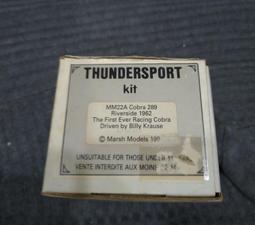 THUNDERSPORT
kit
MM22A Cobra 289
Riverside 1962
The First Ever Racing Cobra
Driven by Billy Krause
© Marsh Models
UNSUITABLE FOR THOSE UNDER
VENTE INTERDITE AUX MOINS